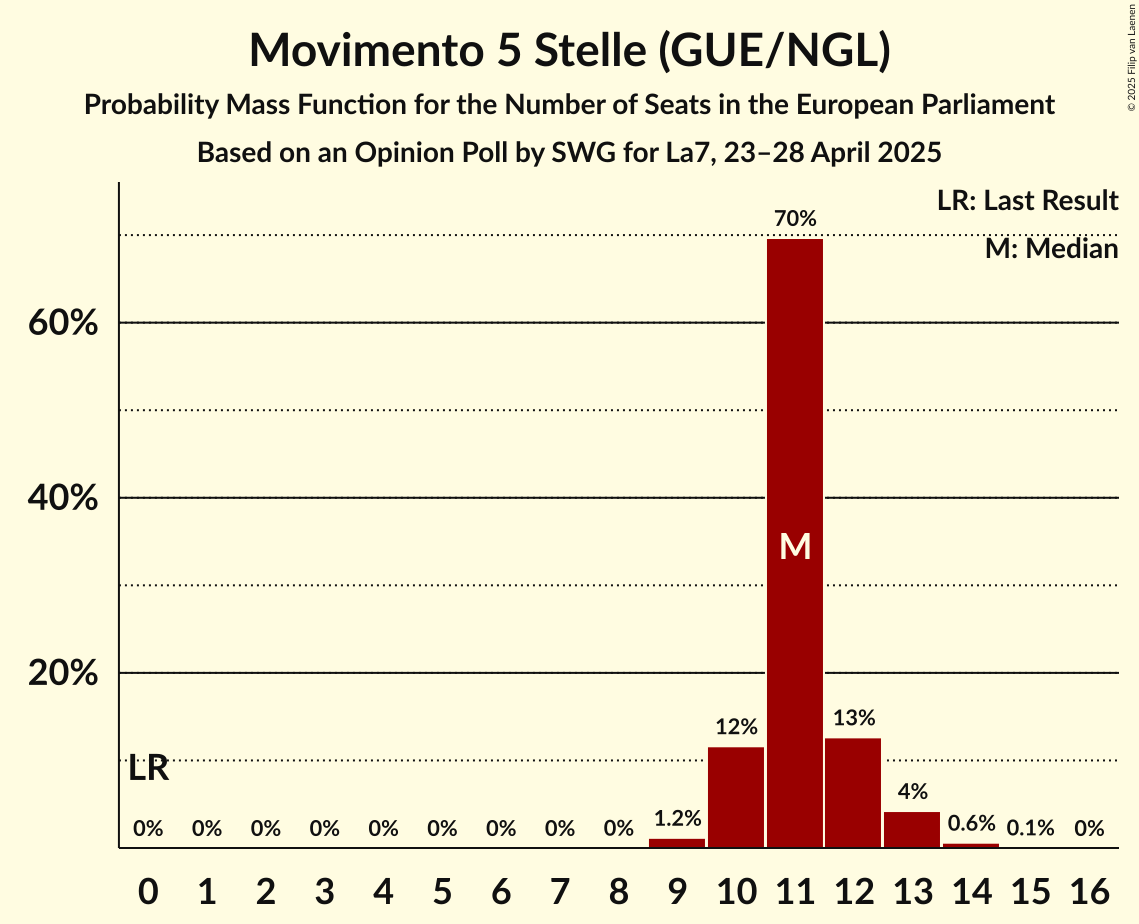 Movimento 5 Stelle (GUE/NGL)
Probability Mass Function for the Number of Seats in the European Parliament
Based on an Opinion Poll by SWG for La7, 23–28 April 2025
© 2025 Filip van Laenen
LR: Last Result
M: Median
60%
40%
20%
70%
M
LR
0% 0% 0% 0% 0% 0% 0% 0% 0% 1.2% 12% 13% 4% 0.6% 0.1% 0%
0 1 2 3 4 5 6 7 8 9 10 11 12 13 14 15 16